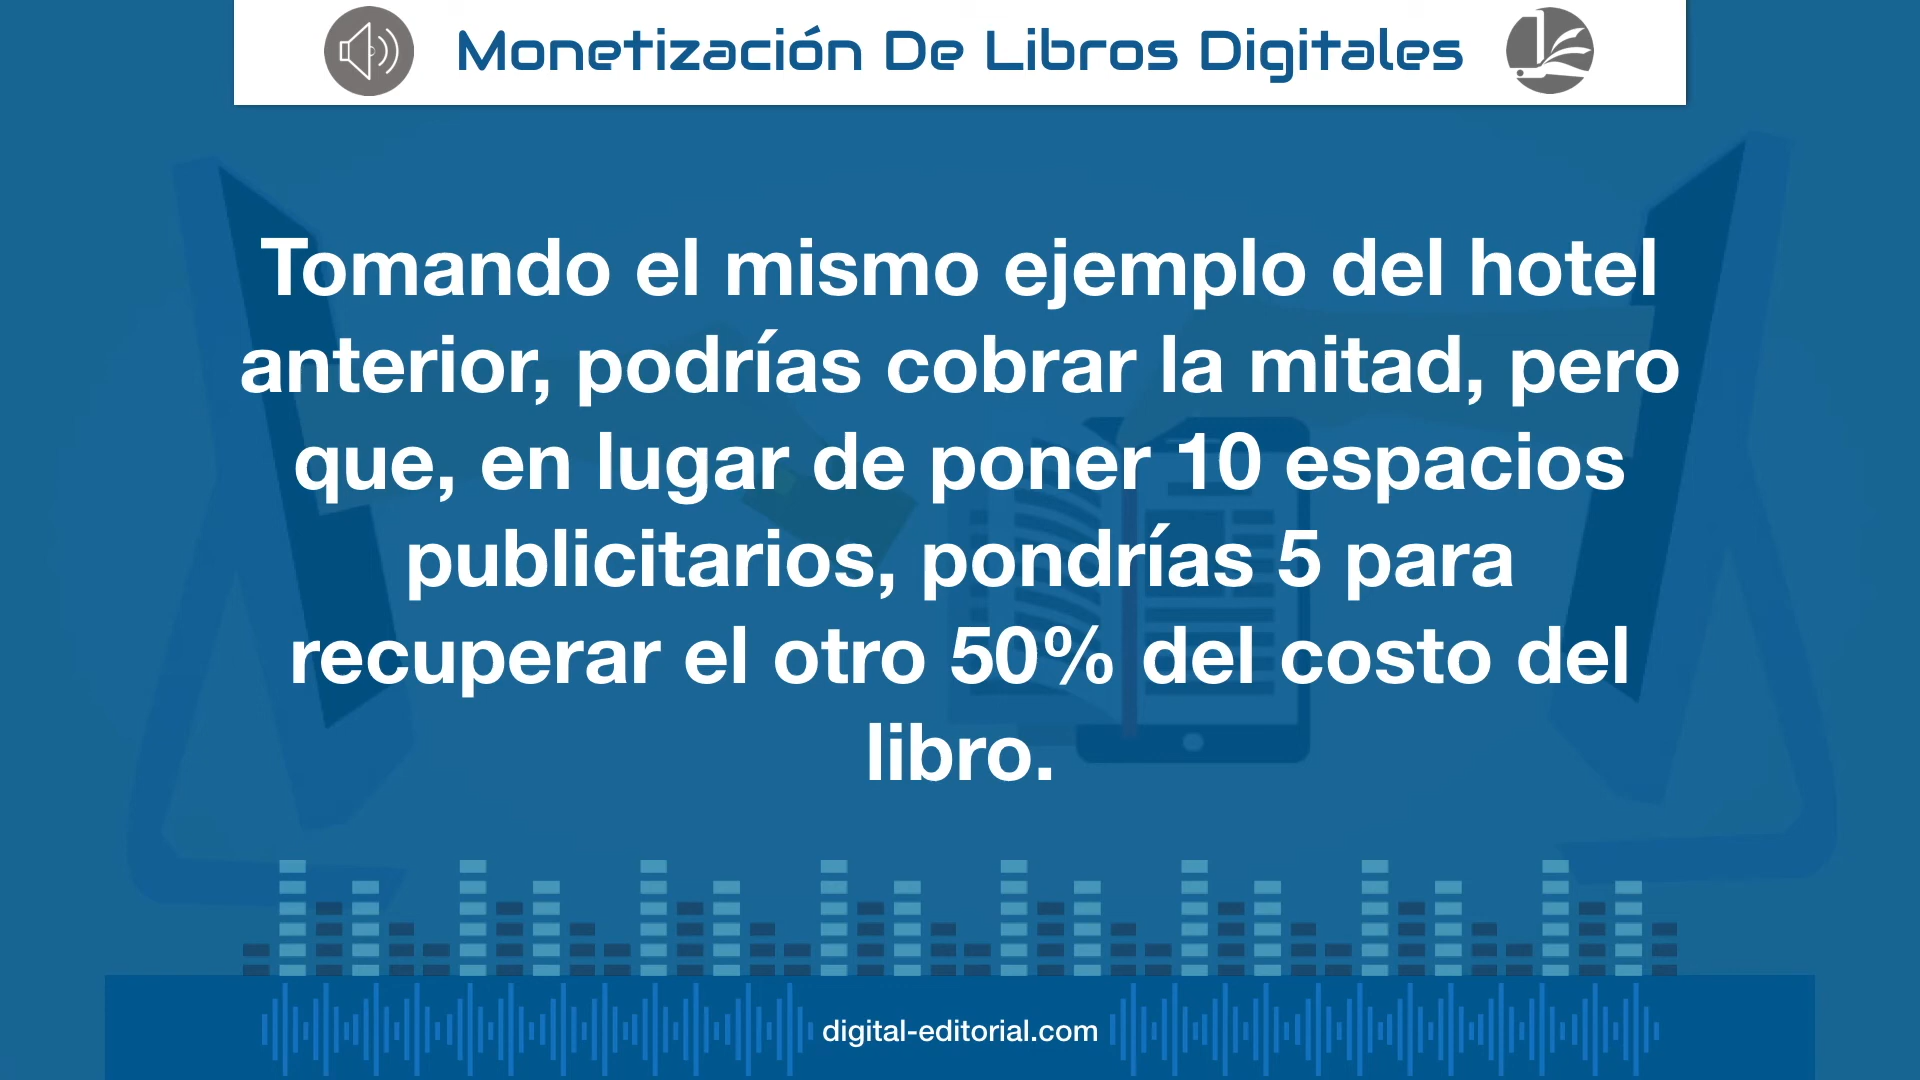 Monetización De Libros Digitales
Tomando el mismo ejemplo del hotel
anterior, podrías cobrar la mitad, pero
que, en lugar de poner 10 espacios
publicitarios, pondrías 5 para
recuperar el otro 50% del costo del
libro.
digital-editorial.com